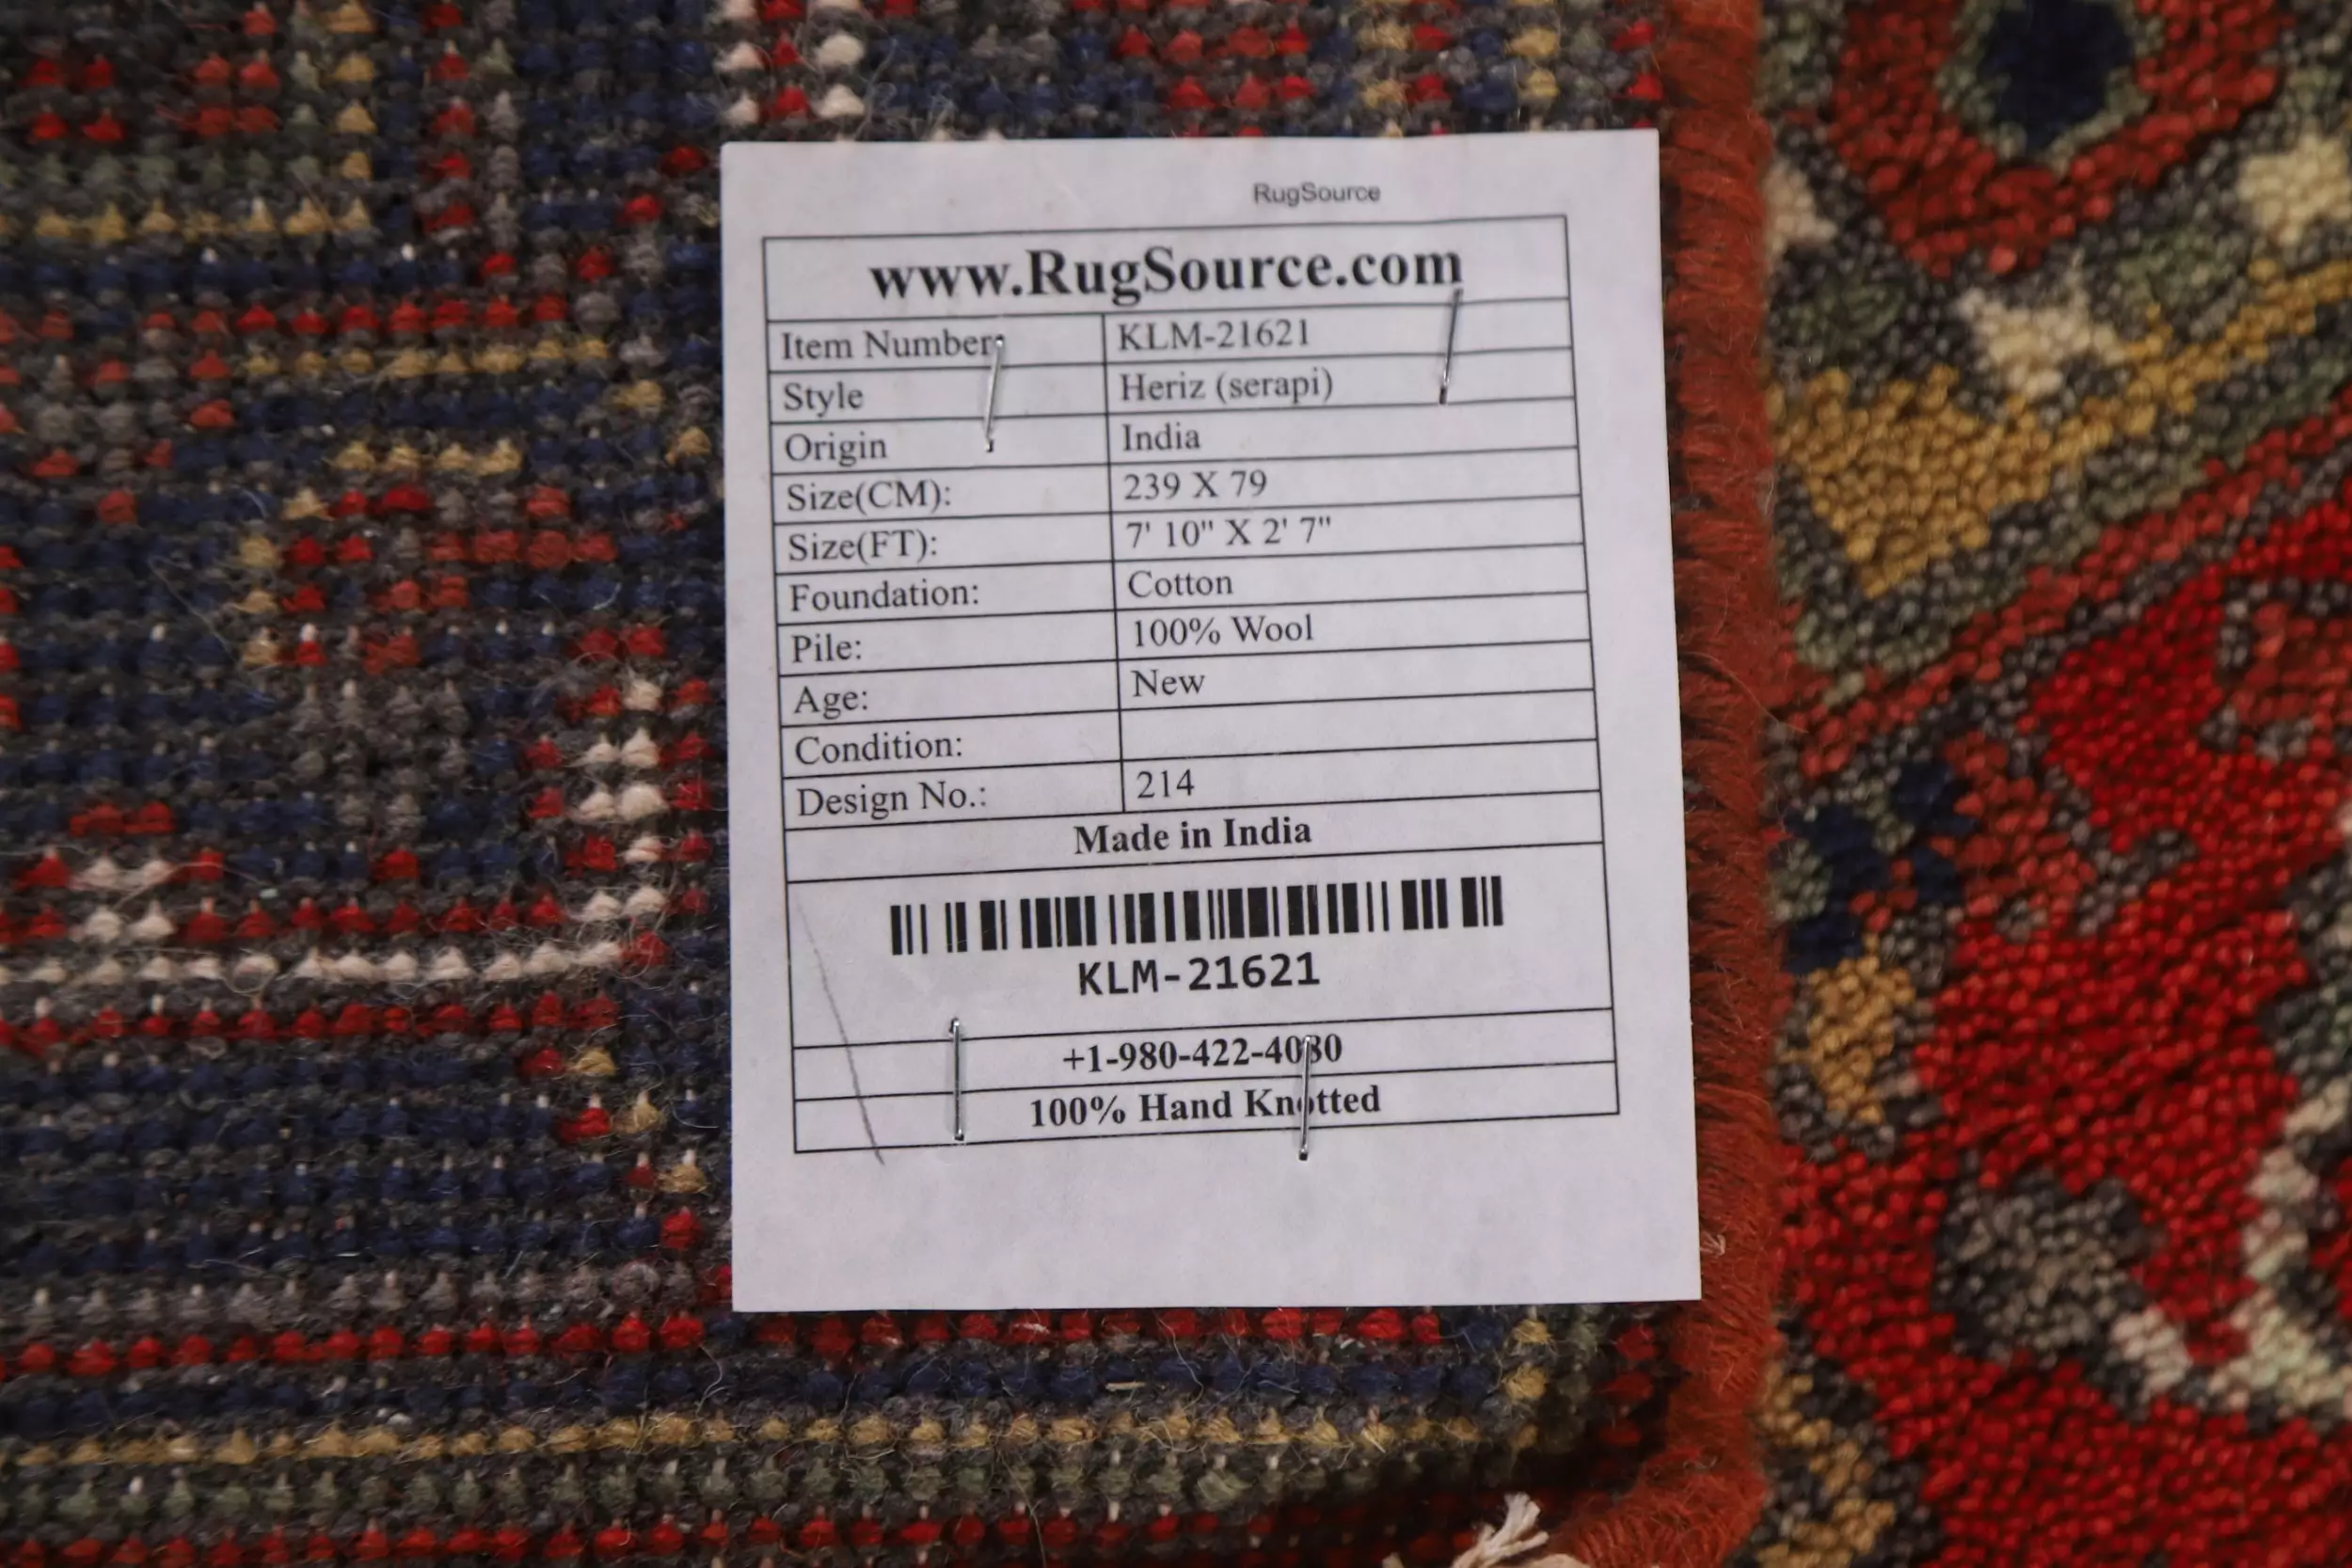 RugSource
www.RugSource.com
Item Number: KLM-21621
Style Heriz (serapi)
Origin India
Size(CM): 239 X 79
Size(FT): 7' 10" X 2' 7"
Foundation: Cotton
Pile: 100% Wool
Age: New
Condition:
Design No.: 214
Made in India
KLM-21621
+1-980-422-4080
100% Hand Knotted